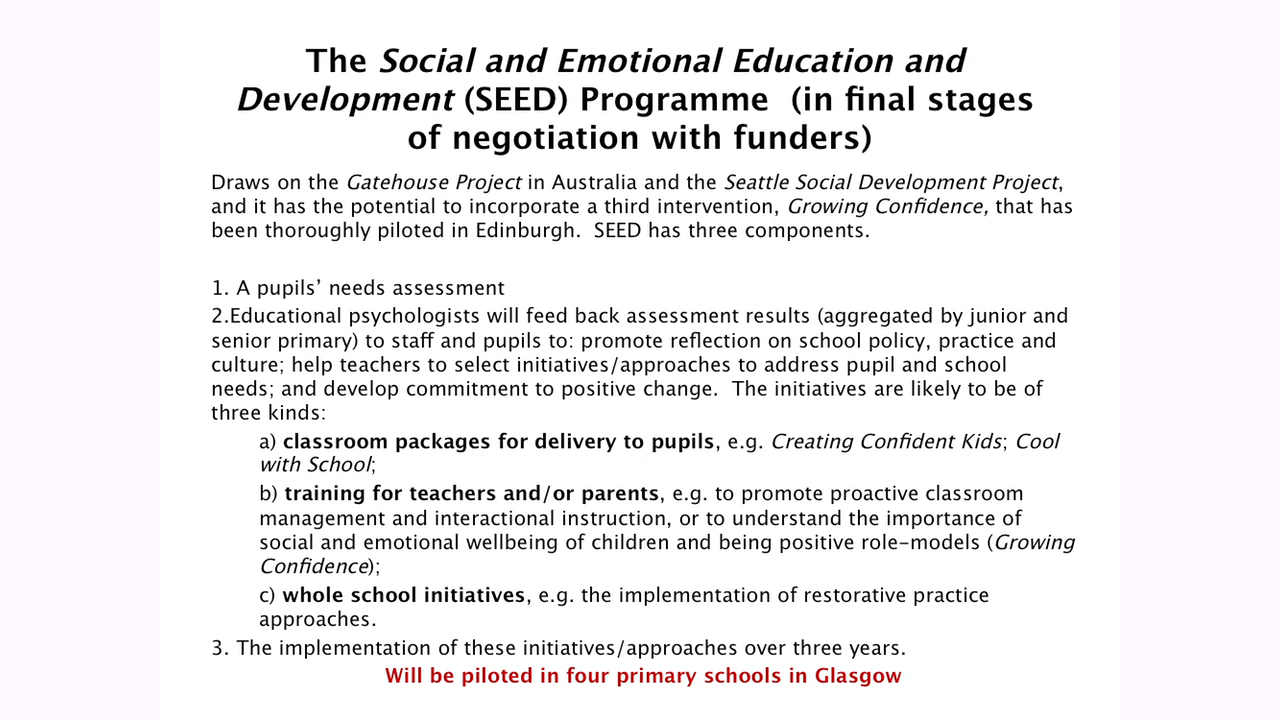 The Social and Emotional Education and
Development (SEED) Programme  (in final stages
of negotiation with funders)
Draws on the Gatehouse Project in Australia and the Seattle Social Development Project,
and it has the potential to incorporate a third intervention, Growing Confidence, that has
been thoroughly piloted in Edinburgh.  SEED has three components.
1. A pupils’ needs assessment
2.Educational psychologists will feed back assessment results (aggregated by junior and
senior primary) to staff and pupils to: promote reflection on school policy, practice and
culture; help teachers to select initiatives/approaches to address pupil and school
needs; and develop commitment to positive change.  The initiatives are likely to be of
three kinds:
a) classroom packages for delivery to pupils, e.g. Creating Confident Kids; Cool
with School;
b) training for teachers and/or parents, e.g. to promote proactive classroom
management and interactional instruction, or to understand the importance of
social and emotional wellbeing of children and being positive role-models (Growing
Confidence);
c) whole school initiatives, e.g. the implementation of restorative practice
approaches.
3. The implementation of these initiatives/approaches over three years.
Will be piloted in four primary schools in Glasgow